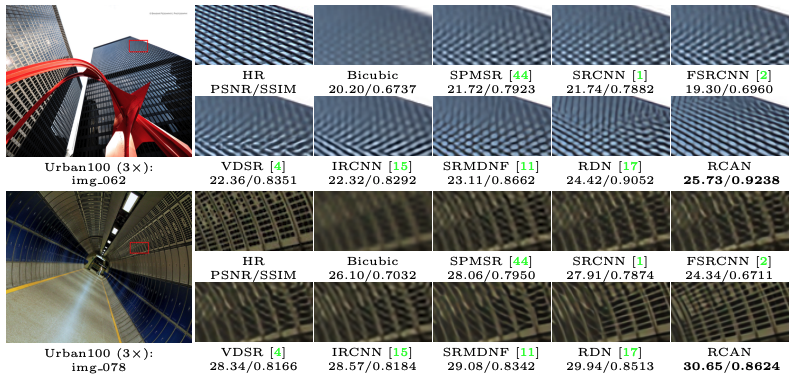 HR Bicubic SPMSR [44] SRCNN [1] FSRCNN [2]
PSNR/SSIM 20.20/0.6737 21.72/0.7923 21.74/0.7882 19.30/0.6960
Urban100 (3×):
img_062
VDSR [4] IRCNN [15] SRMDNF [11] RDN [17] RCAN
22.36/0.8351 22.32/0.8292 23.11/0.8662 24.42/0.9052 25.73/0.9238
HR Bicubic SPMSR [44] SRCNN [1] FSRCNN [2]
PSNR/SSIM 26.10/0.7032 28.06/0.7950 27.91/0.7874 24.34/0.6711
Urban100 (3×):
img_078
VDSR [4] IRCNN [15] SRMDNF [11] RDN [17] RCAN
28.34/0.8166 28.57/0.8184 29.08/0.8342 29.94/0.8513 30.65/0.8624